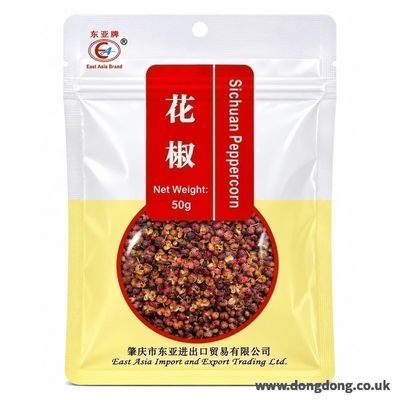 东亚牌
®
EA
East Asia Brand
花椒
Sichuan Peppercorn
Net Weight:
50g
肇庆市东亚进出口贸易有限公司
East Asia Import and Export Trading Ltd.
www.dongdong.co.uk